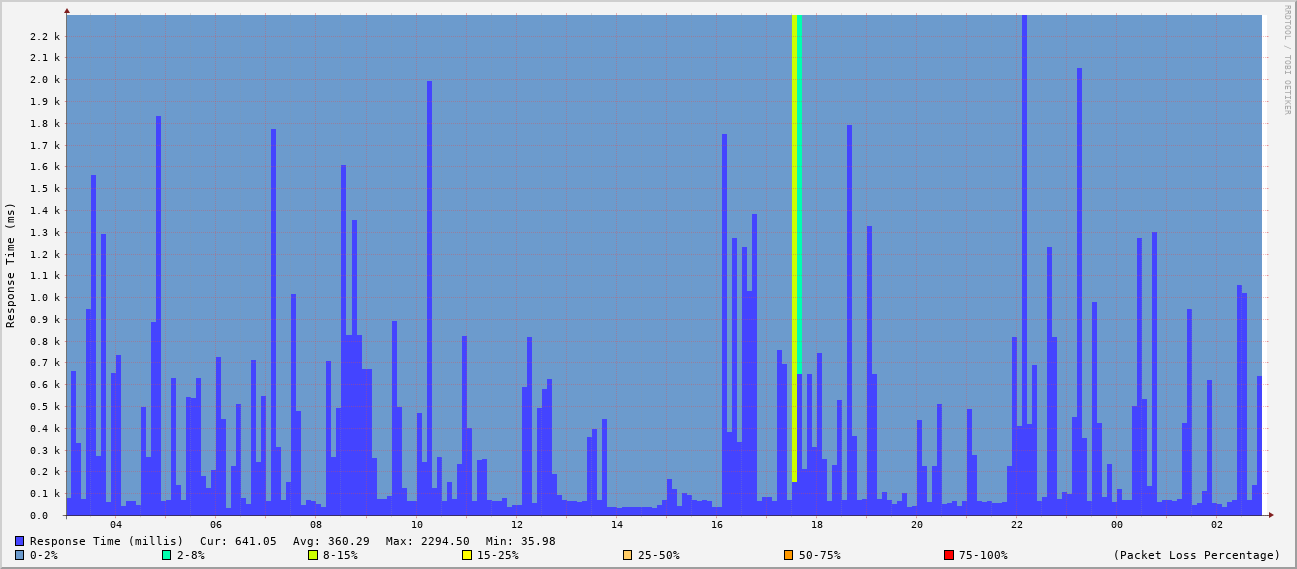 RRDTOOL / TOBI OETIKER
Response Time (ms)
2.2 k
2.1 k
2.0 k
1.9 k
1.8 k
1.7 k
1.6 k
1.5 k
1.4 k
1.3 k
1.2 k
1.1 k
1.0 k
0.9 k
0.8 k
0.7 k
0.6 k
0.5 k
0.4 k
0.3 k
0.2 k
0.1 k
0.0
04 06 08 10 12 14 16 18 20 22 00 02
Response Time (millis) Cur: 641.05 Avg: 360.29 Max: 2294.50 Min: 35.98
0-2% 2-8% 8-15% 15-25% 25-50% 50-75% 75-100% (Packet Loss Percentage)